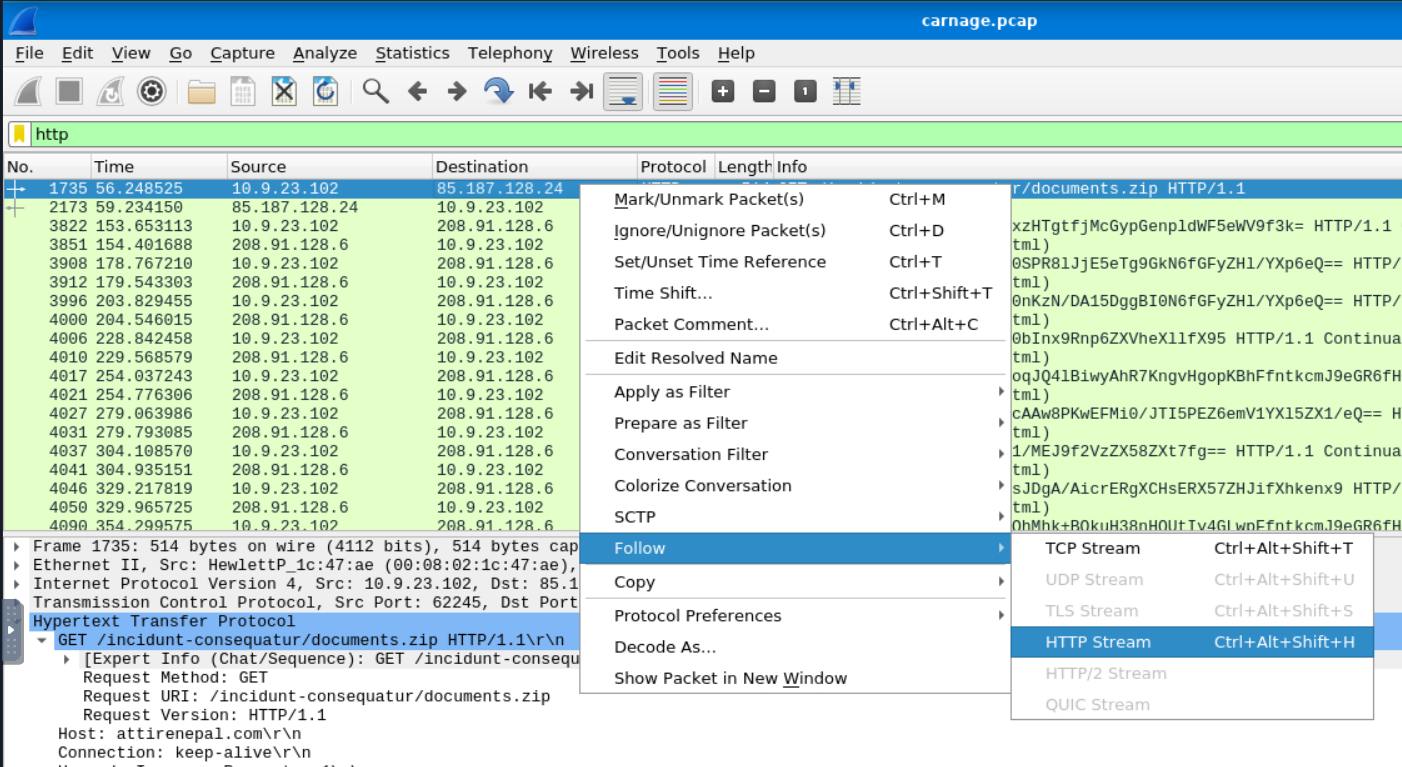 carnage.pcap
File Edit View Go Capture Analyze Statistics Telephony Wireless Tools Help
http
No. Time Source Destination Protocol Length Info
1735 56.248525 10.9.23.102 85.187.128.24 r/documents.zip HTTP/1.1
2173 59.234150 85.187.128.24 10.9.23.102
3822 153.653113 10.9.23.102 208.91.128.6 xzHTgtfjMcGypGenpldWF5eWV9f3k= HTTP/1.1
3851 154.401688 208.91.128.6 10.9.23.102 tml)
3908 178.767210 10.9.23.102 208.91.128.6 0SPR8lJjE5eTg9GkN6fGFyZHl/YXp6eQ== HTTP/
3912 179.543303 208.91.128.6 10.9.23.102 tml)
3996 203.829455 10.9.23.102 208.91.128.6 0nKzN/DA15DggBI0N6fGFyZHl/YXp6eQ== HTTP/
4000 204.546015 208.91.128.6 10.9.23.102 tml)
4006 228.842458 10.9.23.102 208.91.128.6 0bInx9Rnp6ZXVheXllfX95 HTTP/1.1 Continua
4010 229.568579 208.91.128.6 10.9.23.102 tml)
4017 254.037243 10.9.23.102 208.91.128.6 oqJQ4lBiwyAhR7KngvHgopKBhFfntkcmJ9eGR6fH
4021 254.776306 208.91.128.6 10.9.23.102 tml)
4027 279.063986 10.9.23.102 208.91.128.6 cAAw8PKwEFMi0/JTI5PEZ6emV1YXl5ZX1/eQ== H
4031 279.793085 208.91.128.6 10.9.23.102 tml)
4037 304.108570 10.9.23.102 208.91.128.6 1/MEJ9f2VzZX58ZXt7fg== HTTP/1.1 Continua
4041 304.935151 208.91.128.6 10.9.23.102 tml)
4046 329.217819 10.9.23.102 208.91.128.6 sJDgA/AicrERgXCHsERX57ZHJifXhkenx9 HTTP/
4050 329.965725 208.91.128.6 10.9.23.102 tml)
4090 354.299575 10.9.23.102 208.91.128.6
Mark/Unmark Packet(s) Ctrl+M
Ignore/Unignore Packet(s) Ctrl+D
Set/Unset Time Reference Ctrl+T
Time Shift... Ctrl+Shift+T
Packet Comment... Ctrl+Alt+C
Edit Resolved Name
Apply as Filter
Prepare as Filter
Conversation Filter
Colorize Conversation
SCTP
Follow
Copy
Protocol Preferences
Decode As...
Show Packet in New Window
TCP Stream Ctrl+Alt+Shift+T
UDP Stream Ctrl+Alt+Shift+U
TLS Stream Ctrl+Alt+Shift+S
HTTP Stream Ctrl+Alt+Shift+H
HTTP/2 Stream
QUIC Stream
Frame 1735: 514 bytes on wire (4112 bits), 514 bytes cap
Ethernet II, Src: HewlettP_1c:47:ae (00:08:02:1c:47:ae),
Internet Protocol Version 4, Src: 10.9.23.102, Dst: 85.1
Transmission Control Protocol, Src Port: 62245, Dst Port
Hypertext Transfer Protocol
GET /incidunt-consequatur/documents.zip HTTP/1.1\r\n
[Expert Info (Chat/Sequence): GET /incidunt-consequ
Request Method: GET
Request URI: /incidunt-consequatur/documents.zip
Request Version: HTTP/1.1
Host: attirenepal.com\r\n
Connection: keep-alive\r\n